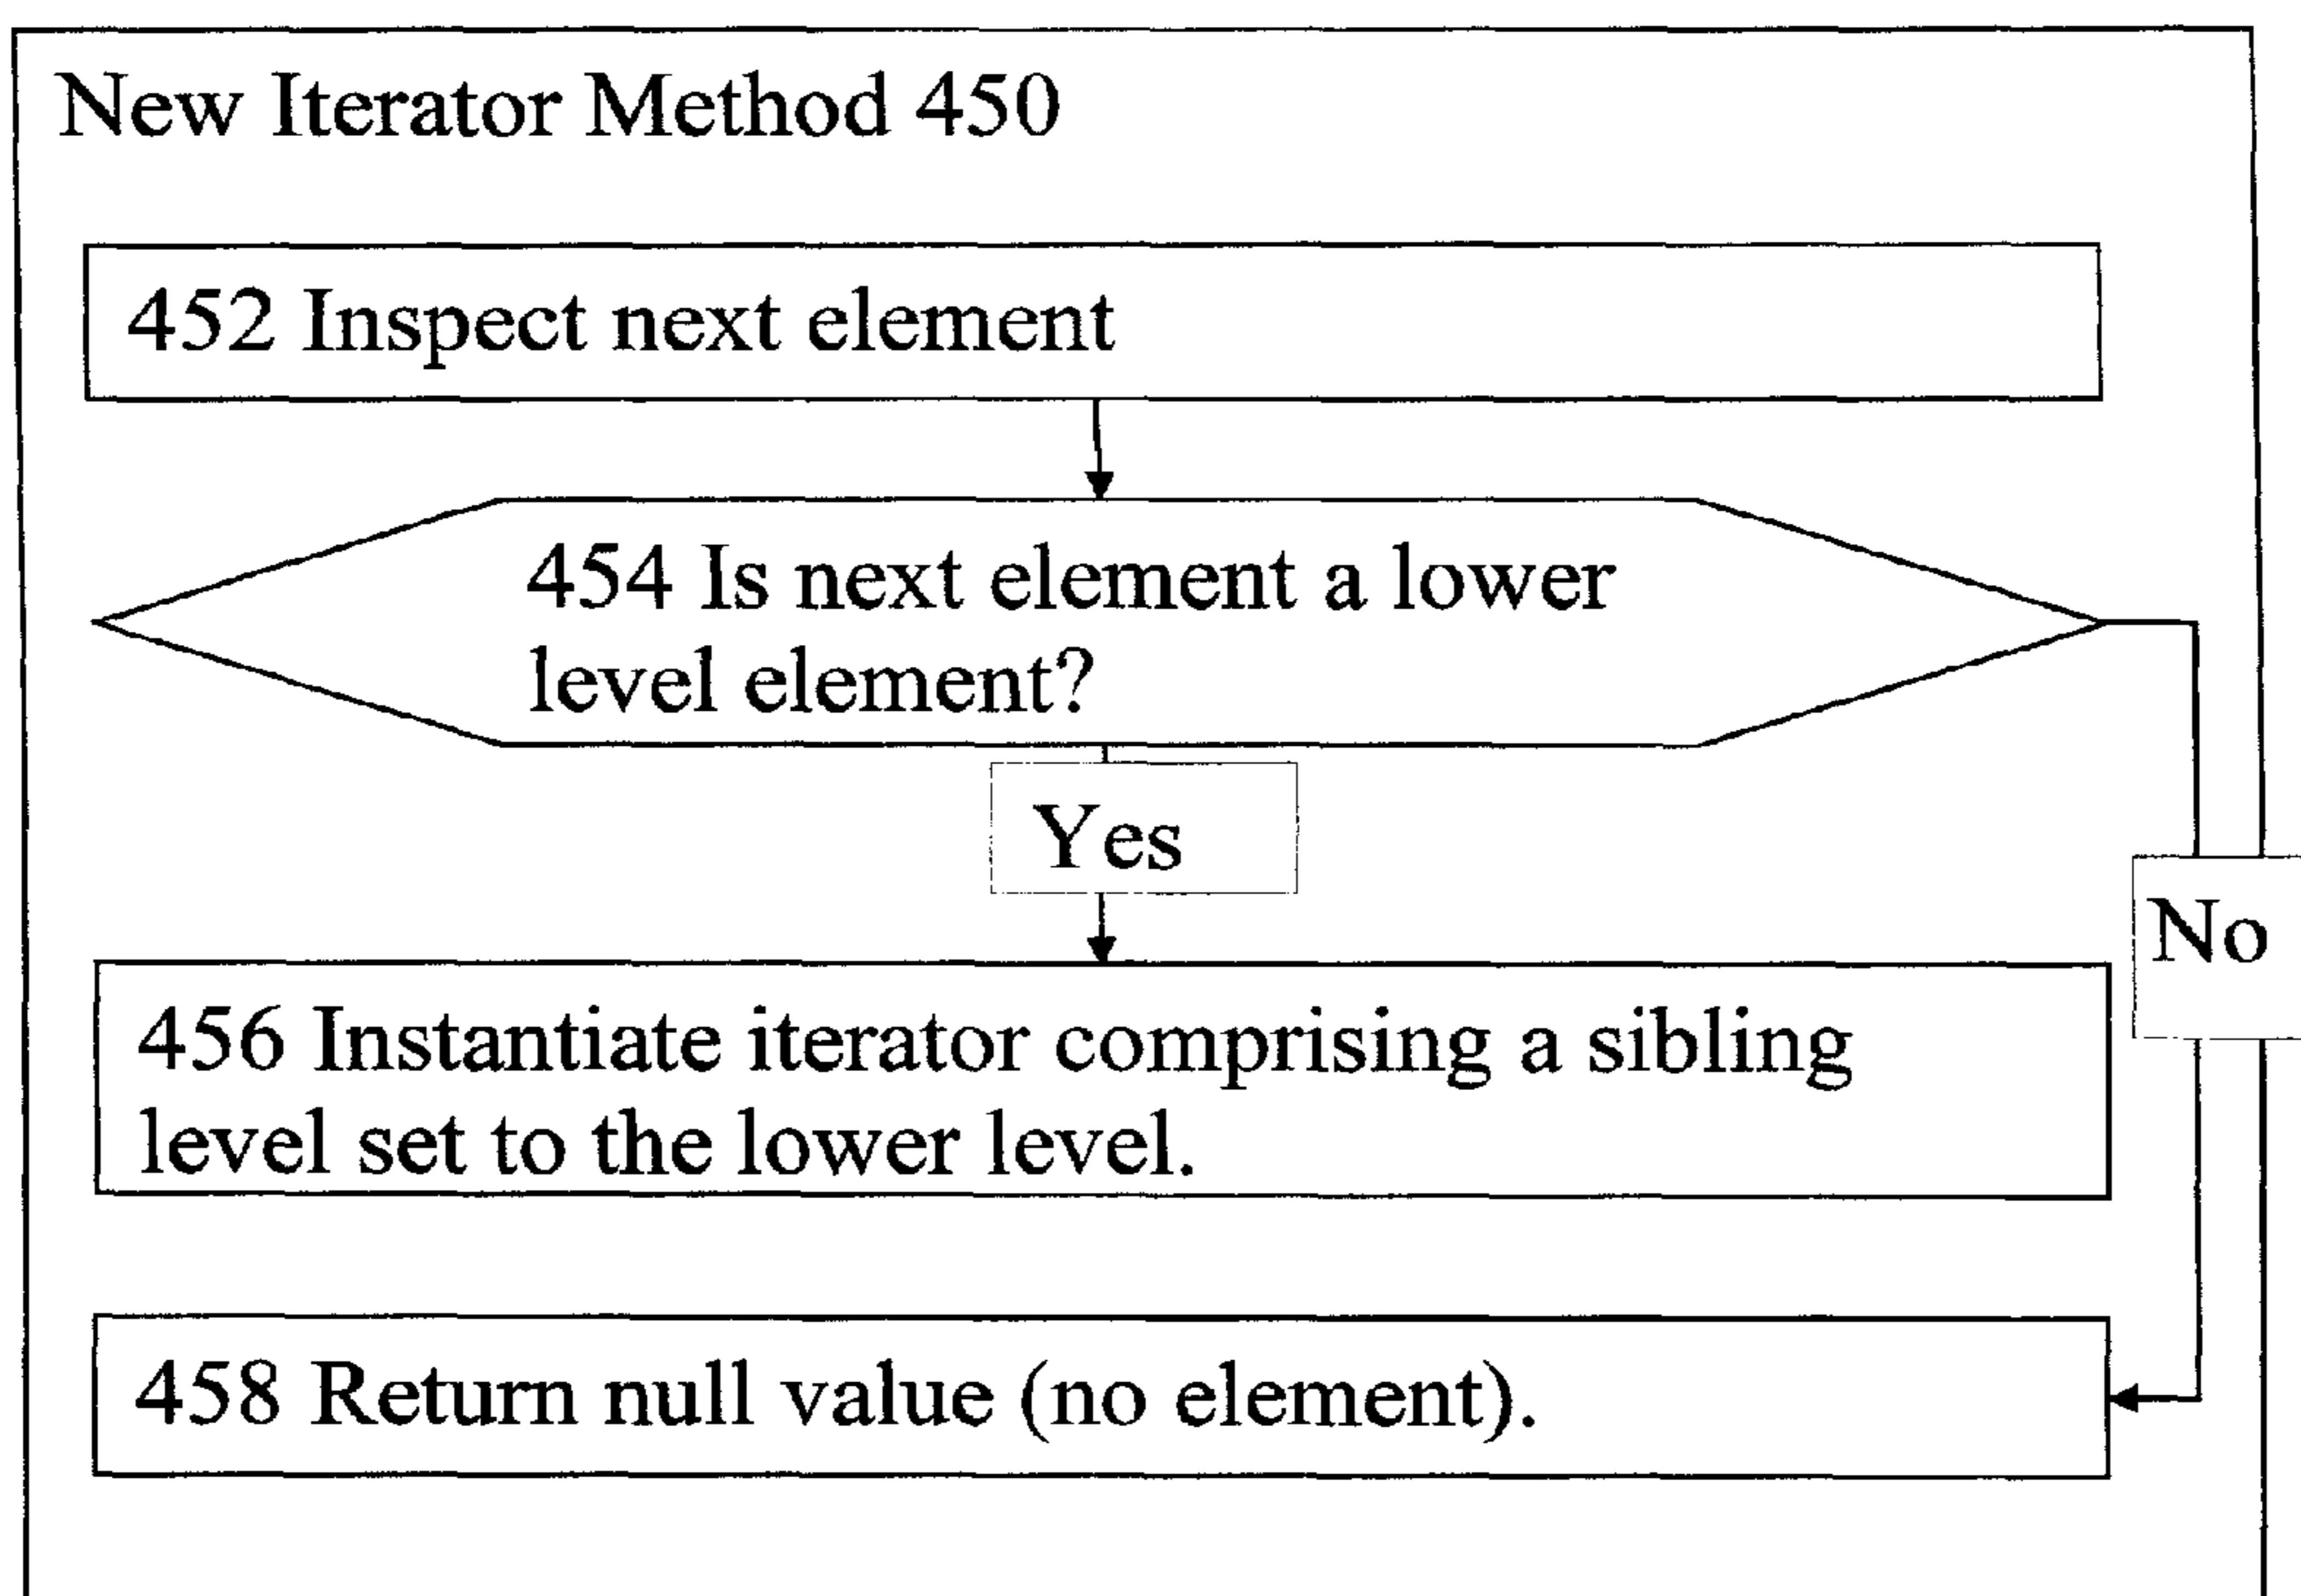 New Iterator Method 450
452 Inspect next element
454 Is next element a lower
level element?
Yes
No
456 Instantiate iterator comprising a sibling
level set to the lower level.
458 Return null value (no element).